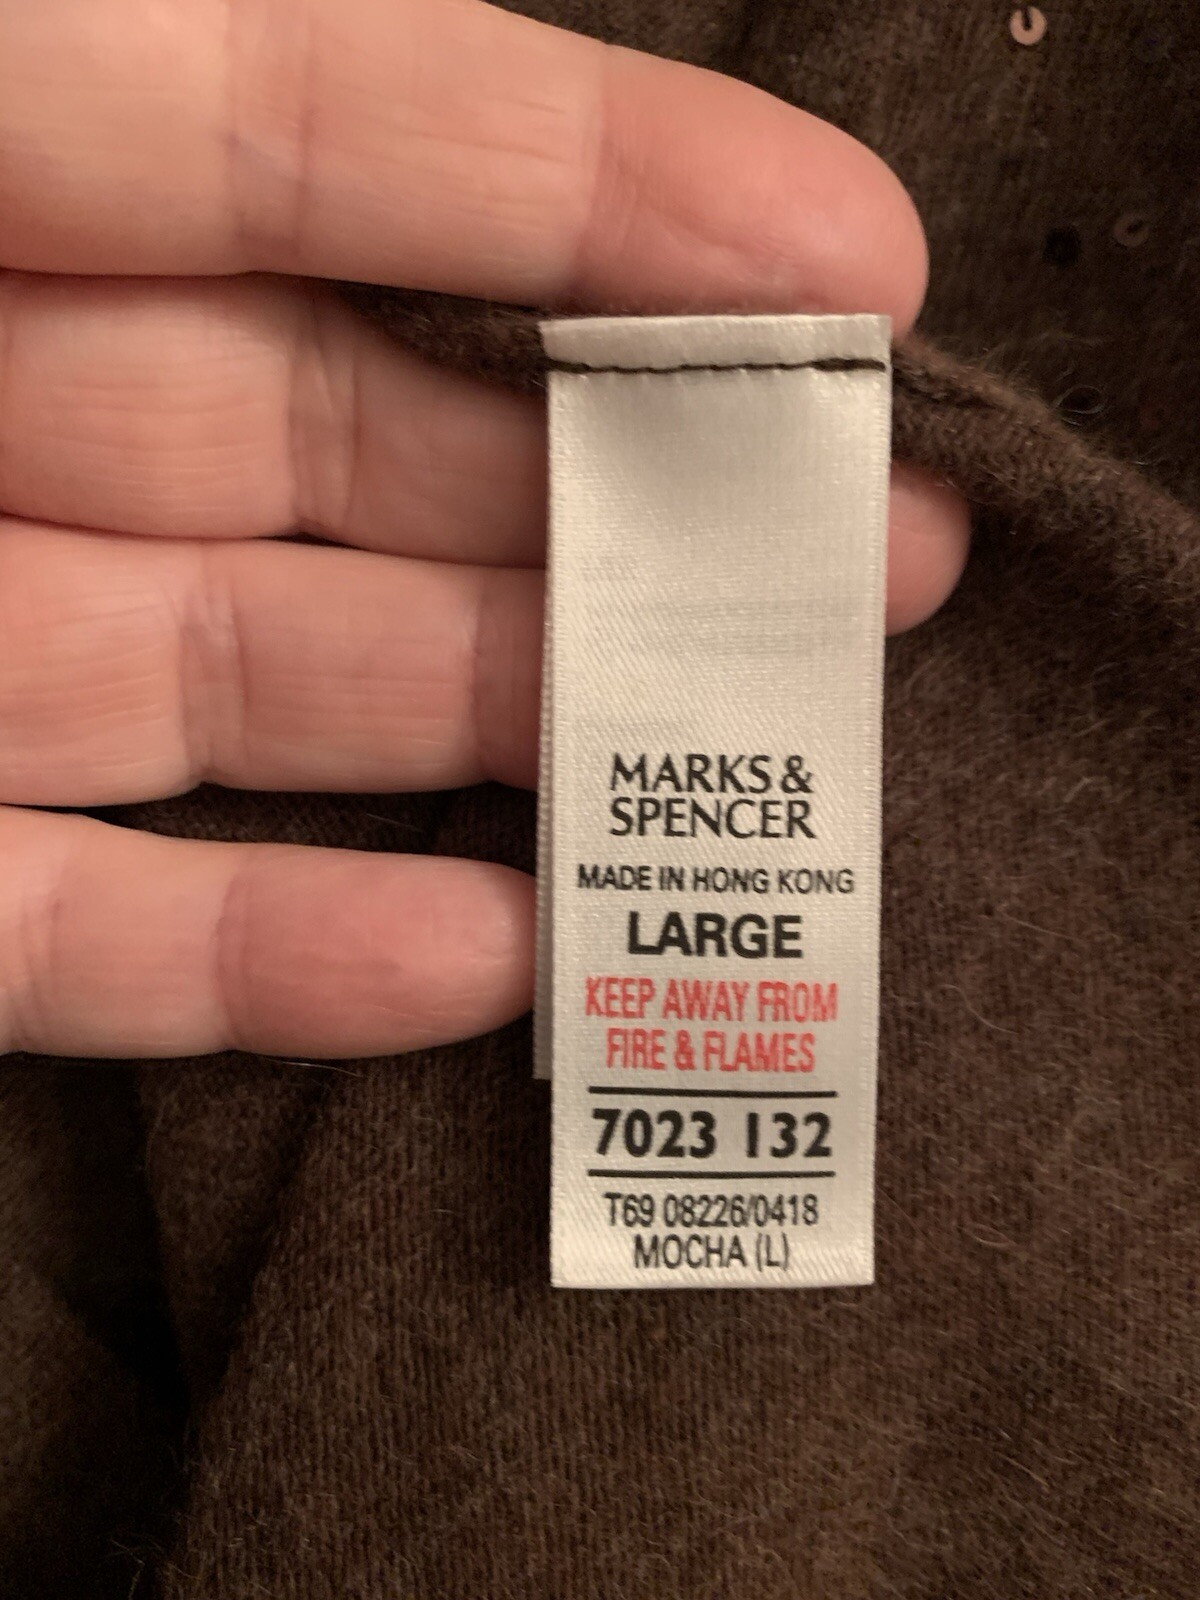 MARKS &
SPENCER
MADE IN HONG KONG
LARGE
KEEP AWAY FROM
FIRE & FLAMES
7023 132
T69 08226/0418
MOCHA (L)